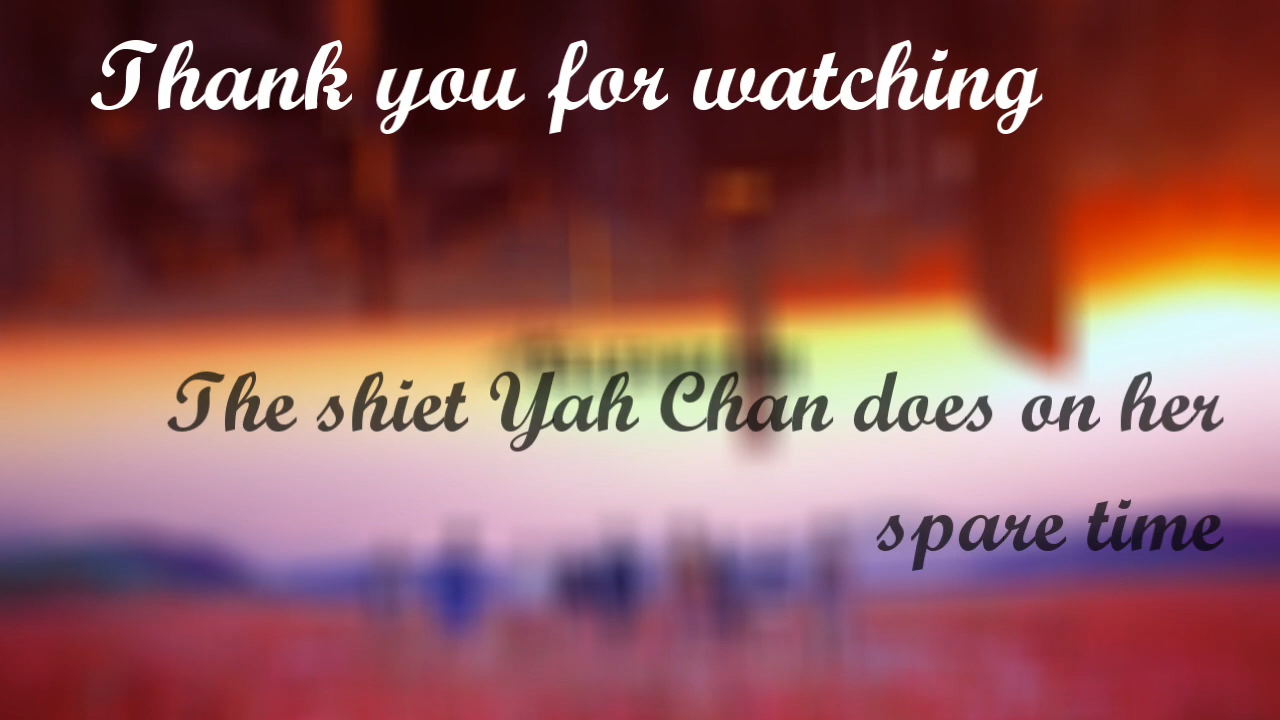 Thank you for watching
The shiet Yah Chan does on her
spare time